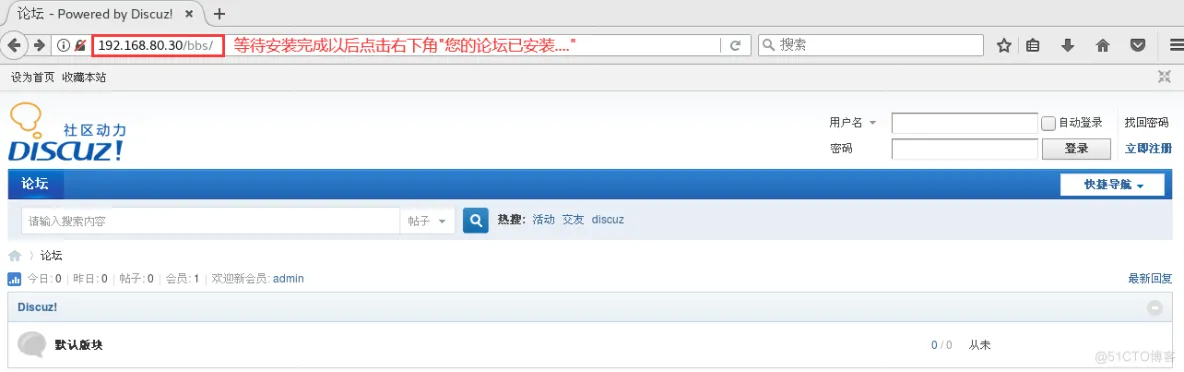 论坛 - Powered by Discuz!
192.168.80.30/bbs/ 等待安装完成以后点击右下角"您的论坛已安装...." 搜索
设为首页 收藏本站
社区动力
DISCUZ!
用户名 自动登录 找回密码
密码 登录 立即注册
论坛 快捷导航
请输入搜索内容 帖子 热搜: 活动 交友 discuz
论坛
今日: 0 | 昨日: 0 | 帖子: 0 | 会员: 1 | 欢迎新会员: admin 最新回复
Discuz!
默认版块 0 / 0 从未
@51CTO博客